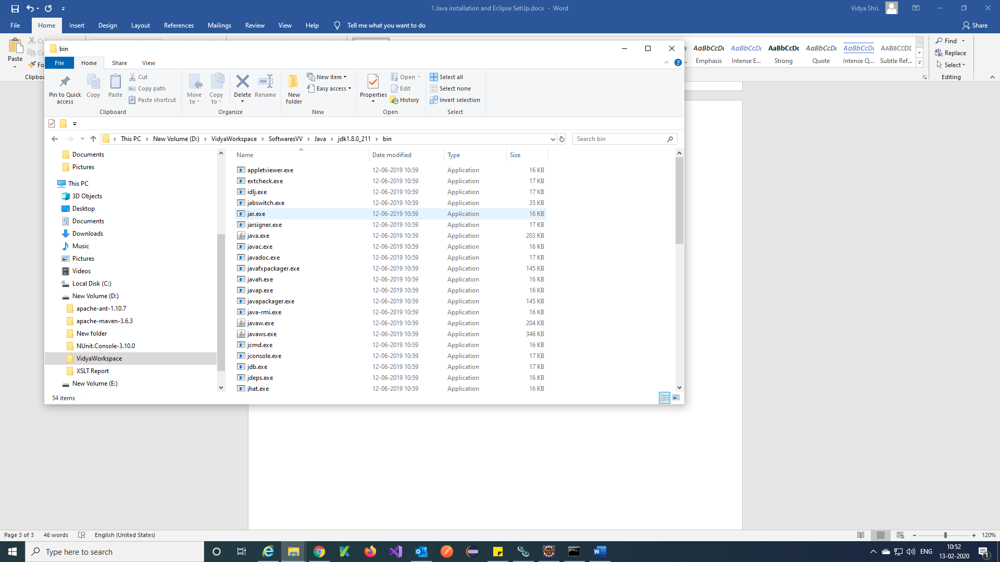 1.Java installation and Eclipse SetUp.docx - Word
Vidya Shri.
File Home Insert Design Layout References Mailings Review View Help Tell me what you want to do Share
Paste
Clipboa
AaBbCcDc AaBbCcDc AaBbCcDc AaBbCcDc AaBbCcDc AABBCCDE
Emphasis Intense E... Strong Quote Intense Q... Subtle Ref...
Find
Replace
Select
Editing
bin
File Home Share View
Pin to Quick access
Copy
Paste
Cut
Copy path
Paste shortcut
Clipboard
Move to
Copy to
Delete
Rename
Organize
New folder
New item
Easy access
New
Properties
Open
Edit
History
Open
Select all
Select none
Invert selection
Select
This PC > New Volume (D:) > VidyaWorkspace > SoftwaresVV > Java > jdk1.8.0_211 > bin
Search bin
Documents
Pictures
This PC
3D Objects
Desktop
Documents
Downloads
Music
Pictures
Videos
Local Disk (C:)
New Volume (D:)
apache-ant-1.10.7
apache-maven-3.6.3
New folder
NUnit.Console-3.10.0
VidyaWorkspace
XSLT Report
New Volume (E:)
Name Date modified Type Size
appletviewer.exe 12-06-2019 10:59 Application 16 KB
extcheck.exe 12-06-2019 10:59 Application 17 KB
idlj.exe 12-06-2019 10:59 Application 17 KB
jabswitch.exe 12-06-2019 10:59 Application 35 KB
jar.exe 12-06-2019 10:59 Application 16 KB
jarsigner.exe 12-06-2019 10:59 Application 17 KB
java.exe 12-06-2019 10:59 Application 203 KB
javac.exe 12-06-2019 10:59 Application 16 KB
javadoc.exe 12-06-2019 10:59 Application 17 KB
javafxpackager.exe 12-06-2019 10:59 Application 145 KB
javah.exe 12-06-2019 10:59 Application 16 KB
javap.exe 12-06-2019 10:59 Application 16 KB
javapackager.exe 12-06-2019 10:59 Application 145 KB
java-rmi.exe 12-06-2019 10:59 Application 16 KB
javaw.exe 12-06-2019 10:59 Application 204 KB
javaws.exe 12-06-2019 10:59 Application 346 KB
jcmd.exe 12-06-2019 10:59 Application 16 KB
jconsole.exe 12-06-2019 10:59 Application 17 KB
jdb.exe 12-06-2019 10:59 Application 17 KB
jdeps.exe 12-06-2019 10:59 Application 16 KB
jhat.exe 12-06-2019 10:59 Application 16 KB
54 items
Page 3 of 3 46 words English (United States) 120%
Type here to search
ENG
10:52
13-02-2020
1